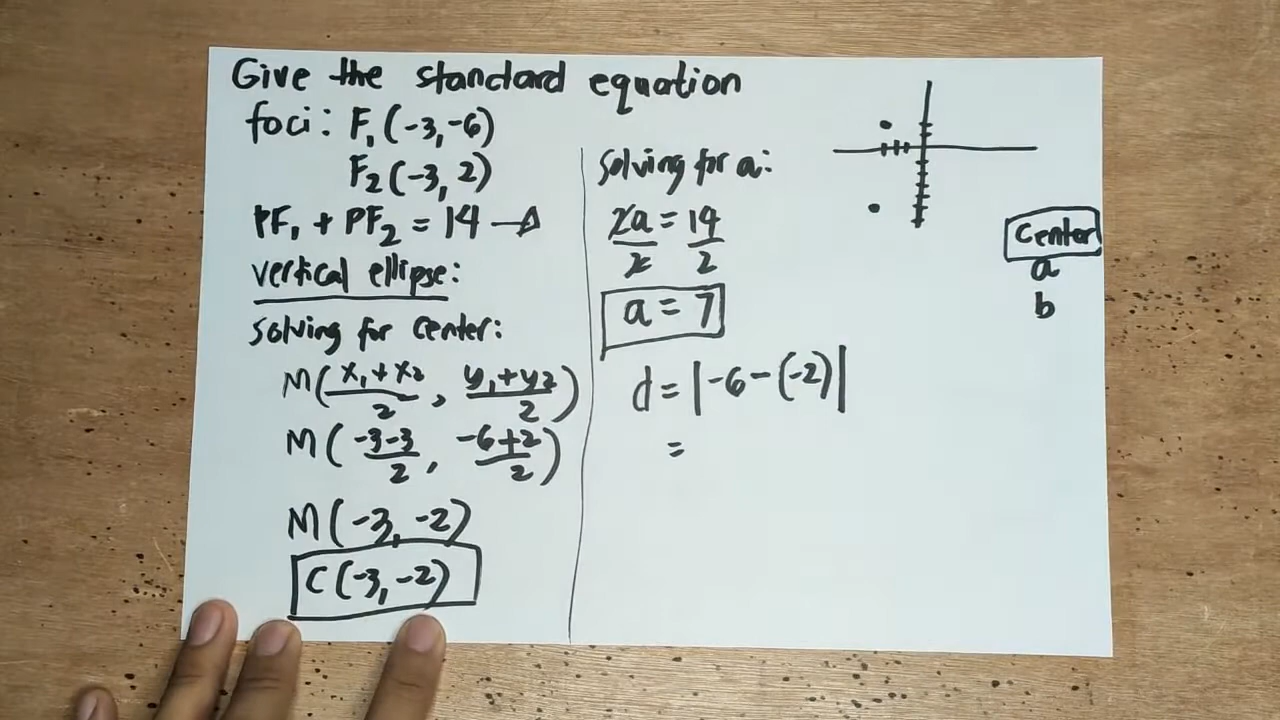 Give the standard equation
foci: F₁(-3,-6)
F₂(-3, 2)
PF₁ + PF₂ = 14 →
vertical ellipse:
Solving for center:
M(x₁+x₂/2, y₁+y₂/2)
M(-3-3/2, -6+2/2)
M(-3, -2)
C(-3, -2)
Solving for a:
2a/2 = 14/2
a = 7
d = |-6-(-2)|
=
Center
a
b